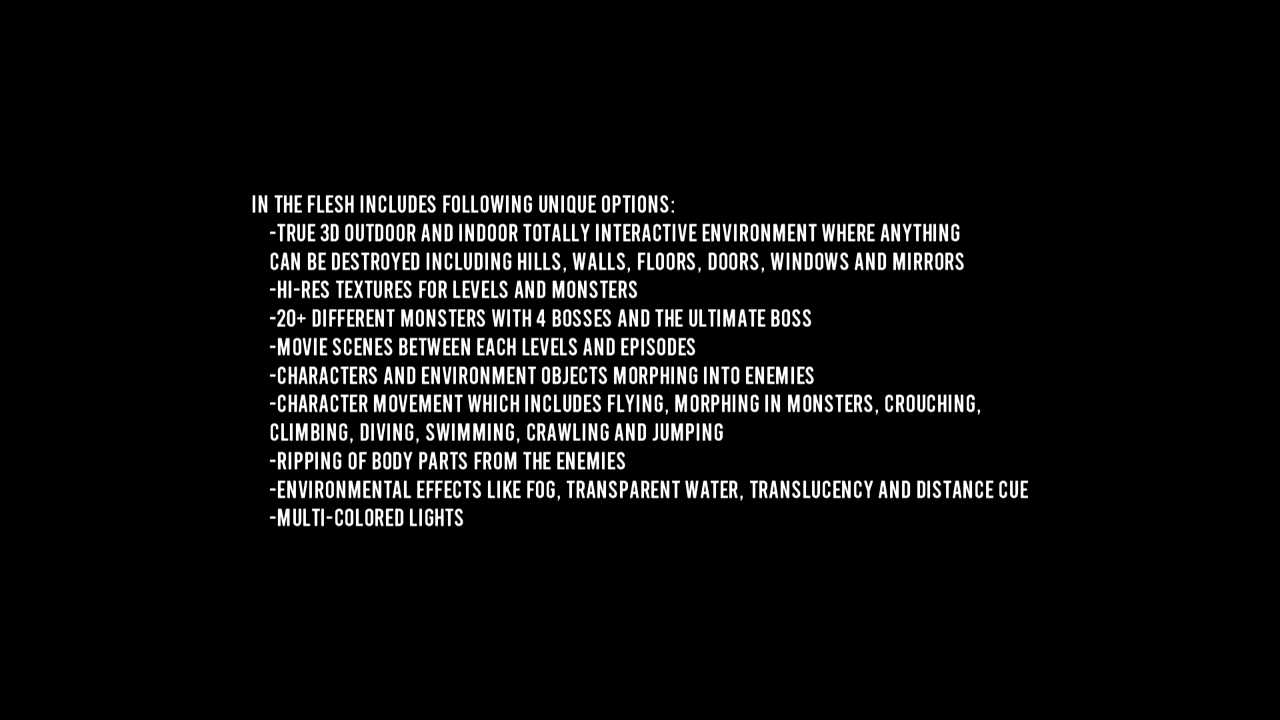 IN THE FLESH INCLUDES FOLLOWING UNIQUE OPTIONS:
-TRUE 3D OUTDOOR AND INDOOR TOTALLY INTERACTIVE ENVIRONMENT WHERE ANYTHING
CAN BE DESTROYED INCLUDING HILLS, WALLS, FLOORS, DOORS, WINDOWS AND MIRRORS
-HI-RES TEXTURES FOR LEVELS AND MONSTERS
-20+ DIFFERENT MONSTERS WITH 4 BOSSES AND THE ULTIMATE BOSS
-MOVIE SCENES BETWEEN EACH LEVELS AND EPISODES
-CHARACTERS AND ENVIRONMENT OBJECTS MORPHING INTO ENEMIES
-CHARACTER MOVEMENT WHICH INCLUDES FLYING, MORPHING IN MONSTERS, CROUCHING,
CLIMBING, DIVING, SWIMMING, CRAWLING AND JUMPING
-RIPPING OF BODY PARTS FROM THE ENEMIES
-ENVIRONMENTAL EFFECTS LIKE FOG, TRANSPARENT WATER, TRANSLUCENCY AND DISTANCE CUE
-MULTI-COLORED LIGHTS